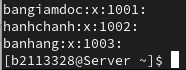 bangiamdoc:x:1001:
hanhchanh:x:1002:
banhang:x:1003:
[b2113328@Server ~]$